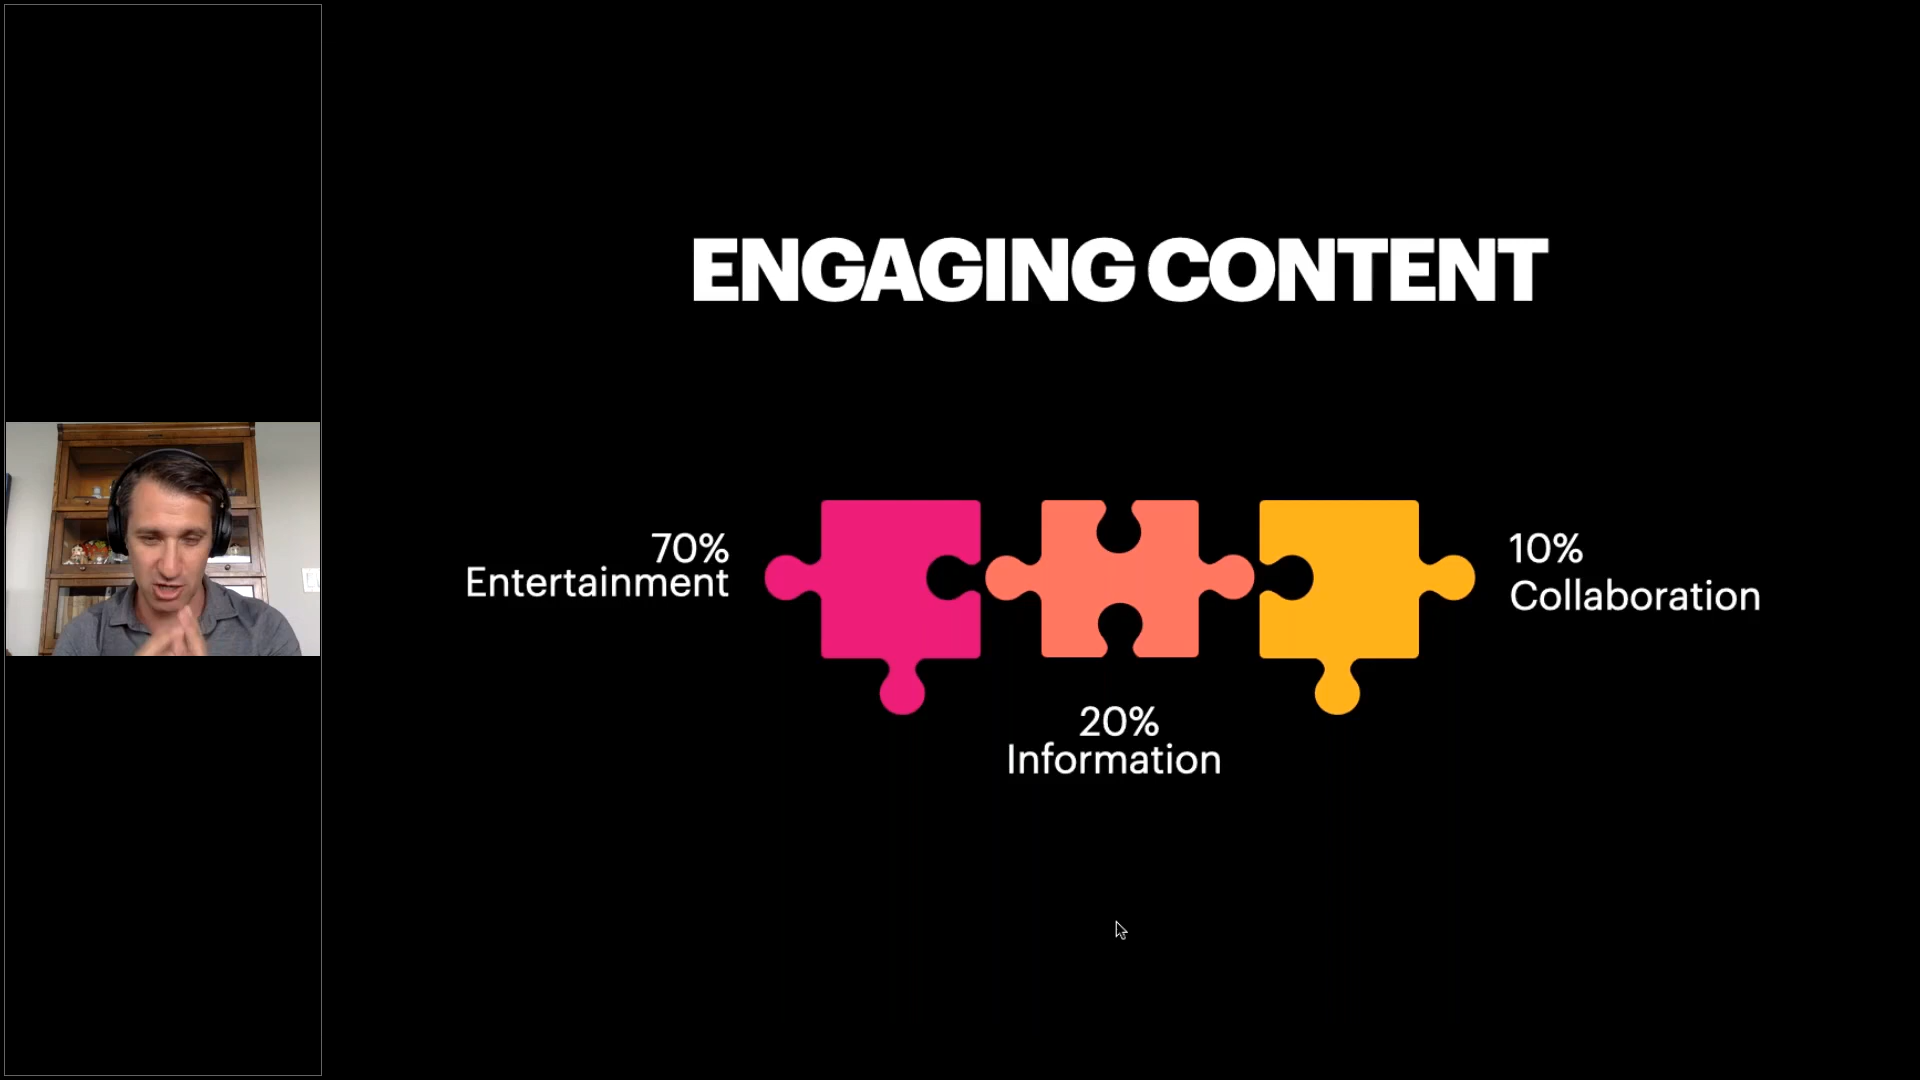 ENGAGING CONTENT
70%
Entertainment
20%
Information
10%
Collaboration